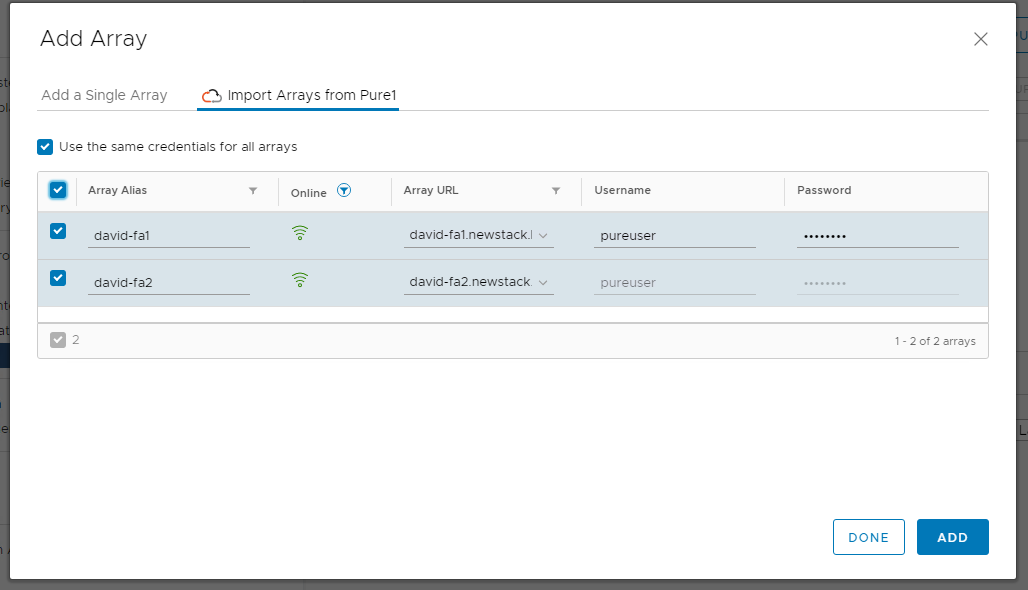 Add Array
Add a Single Array
Import Arrays from Pure1
Use the same credentials for all arrays
Array Alias Online Array URL Username Password
david-fa1 david-fa1.newstack. pureuser ••••••••
david-fa2 david-fa2.newstack. pureuser ••••••••
2 1 - 2 of 2 arrays
DONE ADD